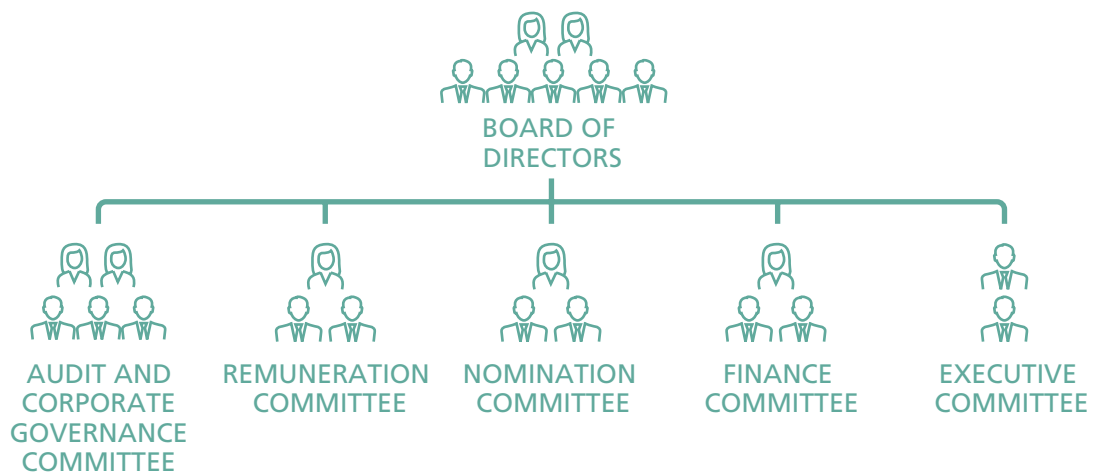 BOARD OF
DIRECTORS
AUDIT AND
CORPORATE
GOVERNANCE
COMMITTEE
REMUNERATION
COMMITTEE
NOMINATION
COMMITTEE
FINANCE
COMMITTEE
EXECUTIVE
COMMITTEE